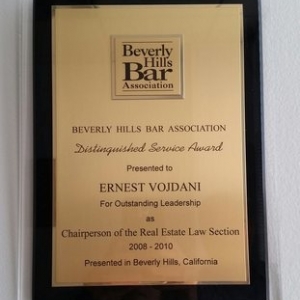 Beverly
Hills
Bar
Association
BEVERLY HILLS BAR ASSOCIATION
Distinguished Service Award
Presented to
ERNEST VOJDANI
For Outstanding Leadership
as
Chairperson of the Real Estate Law Section
2008 - 2010
Presented in Beverly Hills, California